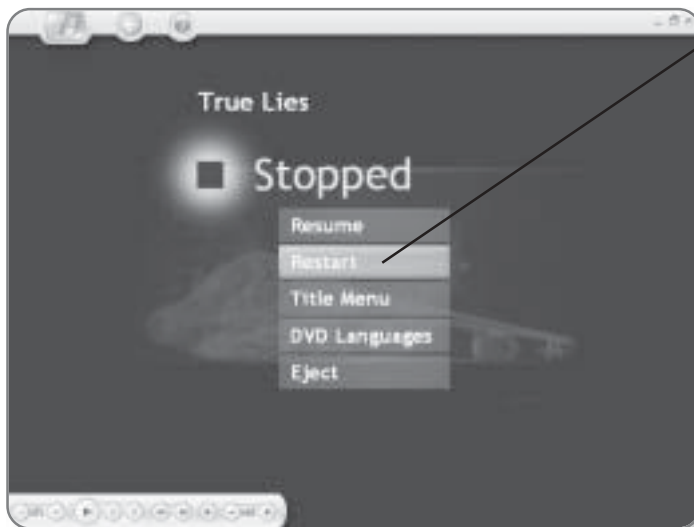 True Lies
Stopped
Resume
Restart
Title Menu
DVD Languages
Eject